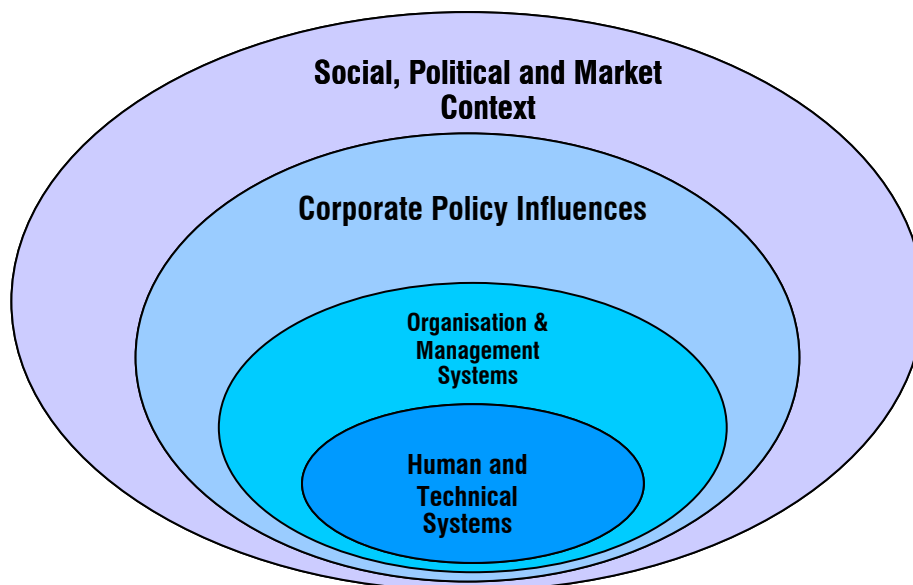 Social, Political and Market
Context
Corporate Policy Influences
Organisation &
Management
Systems
Human and
Technical
Systems